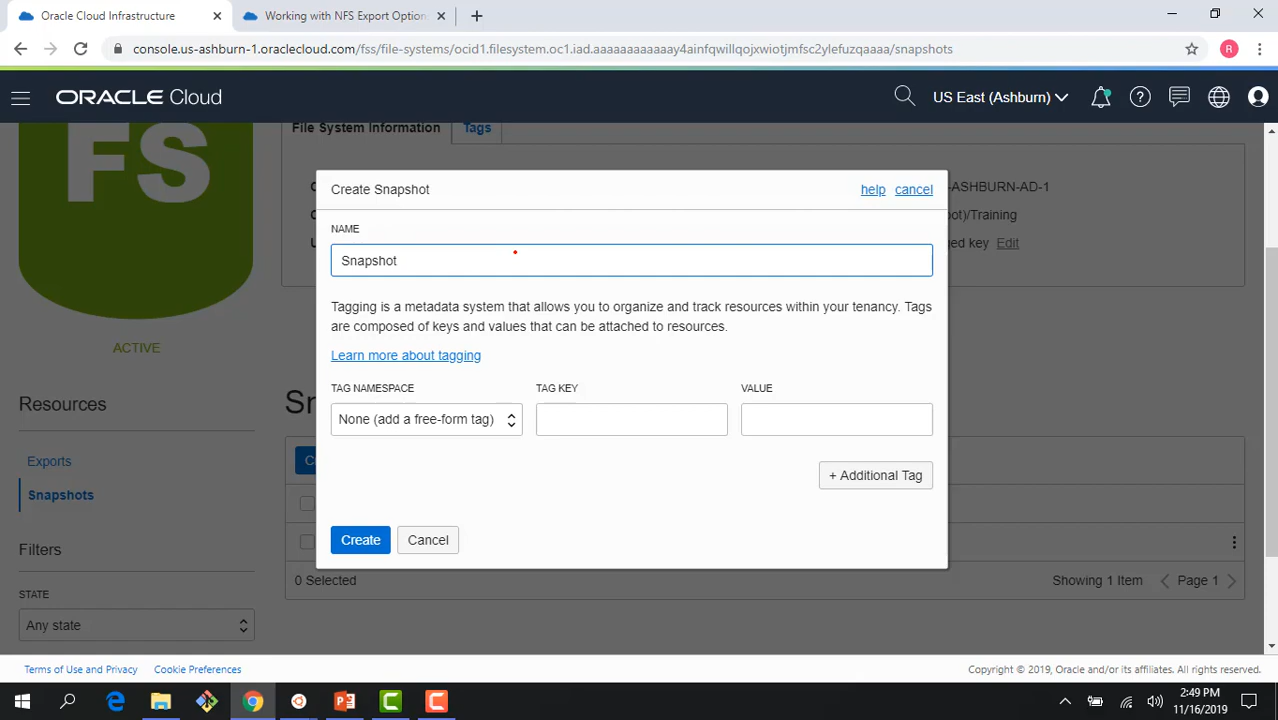 Oracle Cloud Infrastructure
Working with NFS Export Option
console.us-ashburn-1.oraclecloud.com/fss/file-systems/ocid1.filesystem.oc1.iad.aaaaaaaaaaay4ainfqwillqojxwiotjmfsc2ylefuzqaaaa/snapshots
R
ORACLE Cloud
US East (Ashburn)
File System Information
Tags
FS
-ASHBURN-AD-1
oot)/Training
ged key Edit
ACTIVE
Create Snapshot
help
cancel
NAME
Snapshot
Tagging is a metadata system that allows you to organize and track resources within your tenancy. Tags
are composed of keys and values that can be attached to resources.
Learn more about tagging
TAG NAMESPACE
TAG KEY
VALUE
None (add a free-form tag)
+ Additional Tag
Create
Cancel
Resources
Exports
Snapshots
Filters
STATE
Any state
Sn
0 Selected
Showing 1 Item
Page 1
Terms of Use and Privacy
Cookie Preferences
Copyright © 2019, Oracle and/or its affiliates. All rights reserved.
2:49 PM
11/16/2019